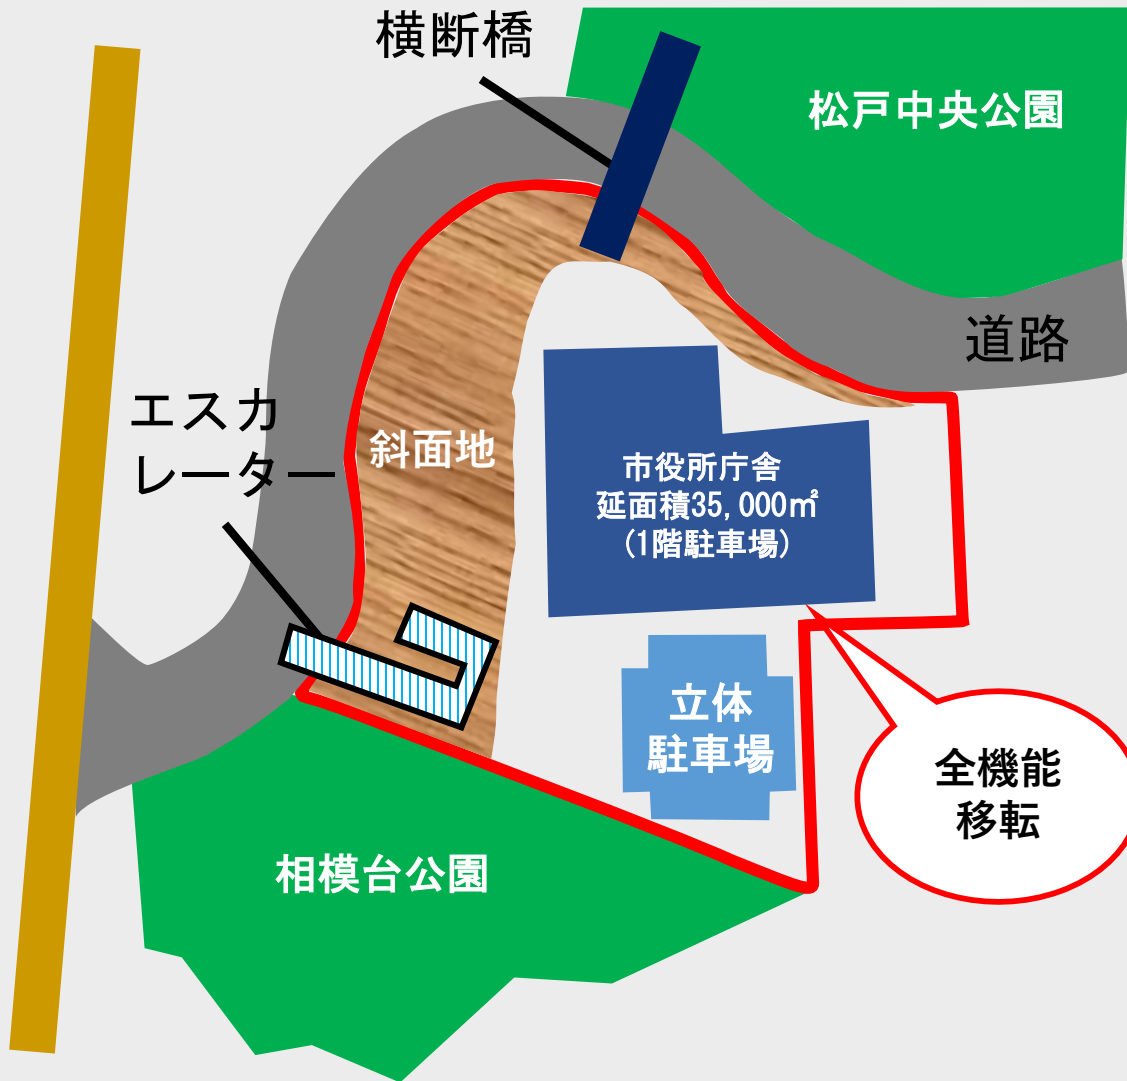 横断橋
松戸中央公園
道路
エスカ
レーター
斜面地
市役所庁舎
延面積35,000㎡
(1階駐車場)
立体
駐車場
全機能
移転
相模台公園